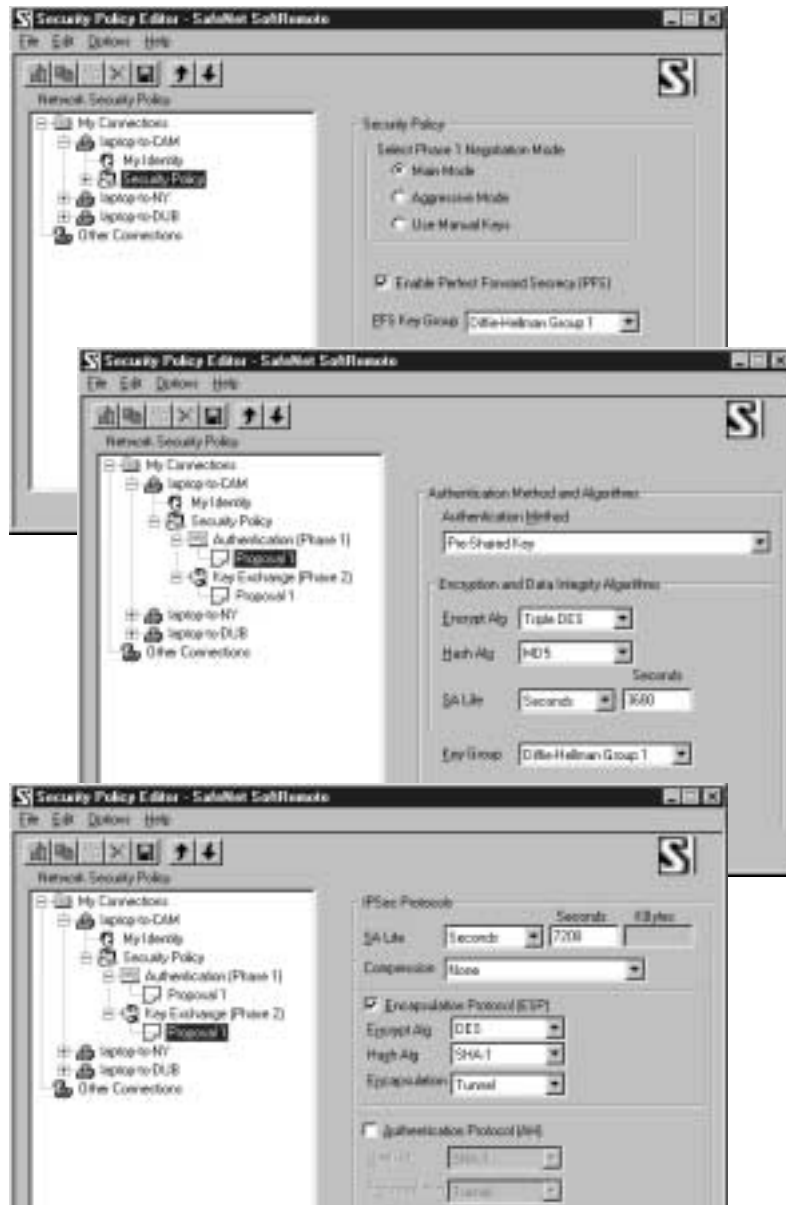 Security Policy Editor - SafeNet SoftRemote
File Edit Options Help
Network Security Policy
My Connections
laptop-to-CAM
My Identity
Security Policy
laptop-to-NY
laptop-to-DUB
Other Connections
Security Policy
Select Phase 1 Negotiation Mode
Main Mode
Aggressive Mode
Use Manual Keys
Enable Perfect Forward Secrecy (PFS)
PFS Key Group Diffie-Hellman Group 1
Security Policy Editor - SafeNet SoftRemote
File Edit Options Help
Network Security Policy
My Connections
laptop-to-CAM
My Identity
Security Policy
Authentication (Phase 1)
Proposal 1
Key Exchange (Phase 2)
Proposal 1
laptop-to-NY
laptop-to-DUB
Other Connections
Authentication Method and Algorithms
Authentication Method
Pre-Shared Key
Encryption and Data Integrity Algorithms
Encrypt Alg Triple DES
Hash Alg MD5
Seconds
SA Life Seconds
Key Group Diffie-Hellman Group 1
Security Policy Editor - SafeNet SoftRemote
File Edit Options Help
Network Security Policy
My Connections
laptop-to-CAM
My Identity
Security Policy
Authentication (Phase 1)
Proposal 1
Key Exchange (Phase 2)
Proposal 1
laptop-to-NY
laptop-to-DUB
Other Connections
IPSec Protocols
Seconds KBytes
SA Life Seconds 7200
Compression None
Encapsulation Protocol (ESP)
Encrypt Alg DES
Hash Alg SHA-1
Encapsulation Tunnel
Authentication Protocol (AH)
SHA-1
Tunnel